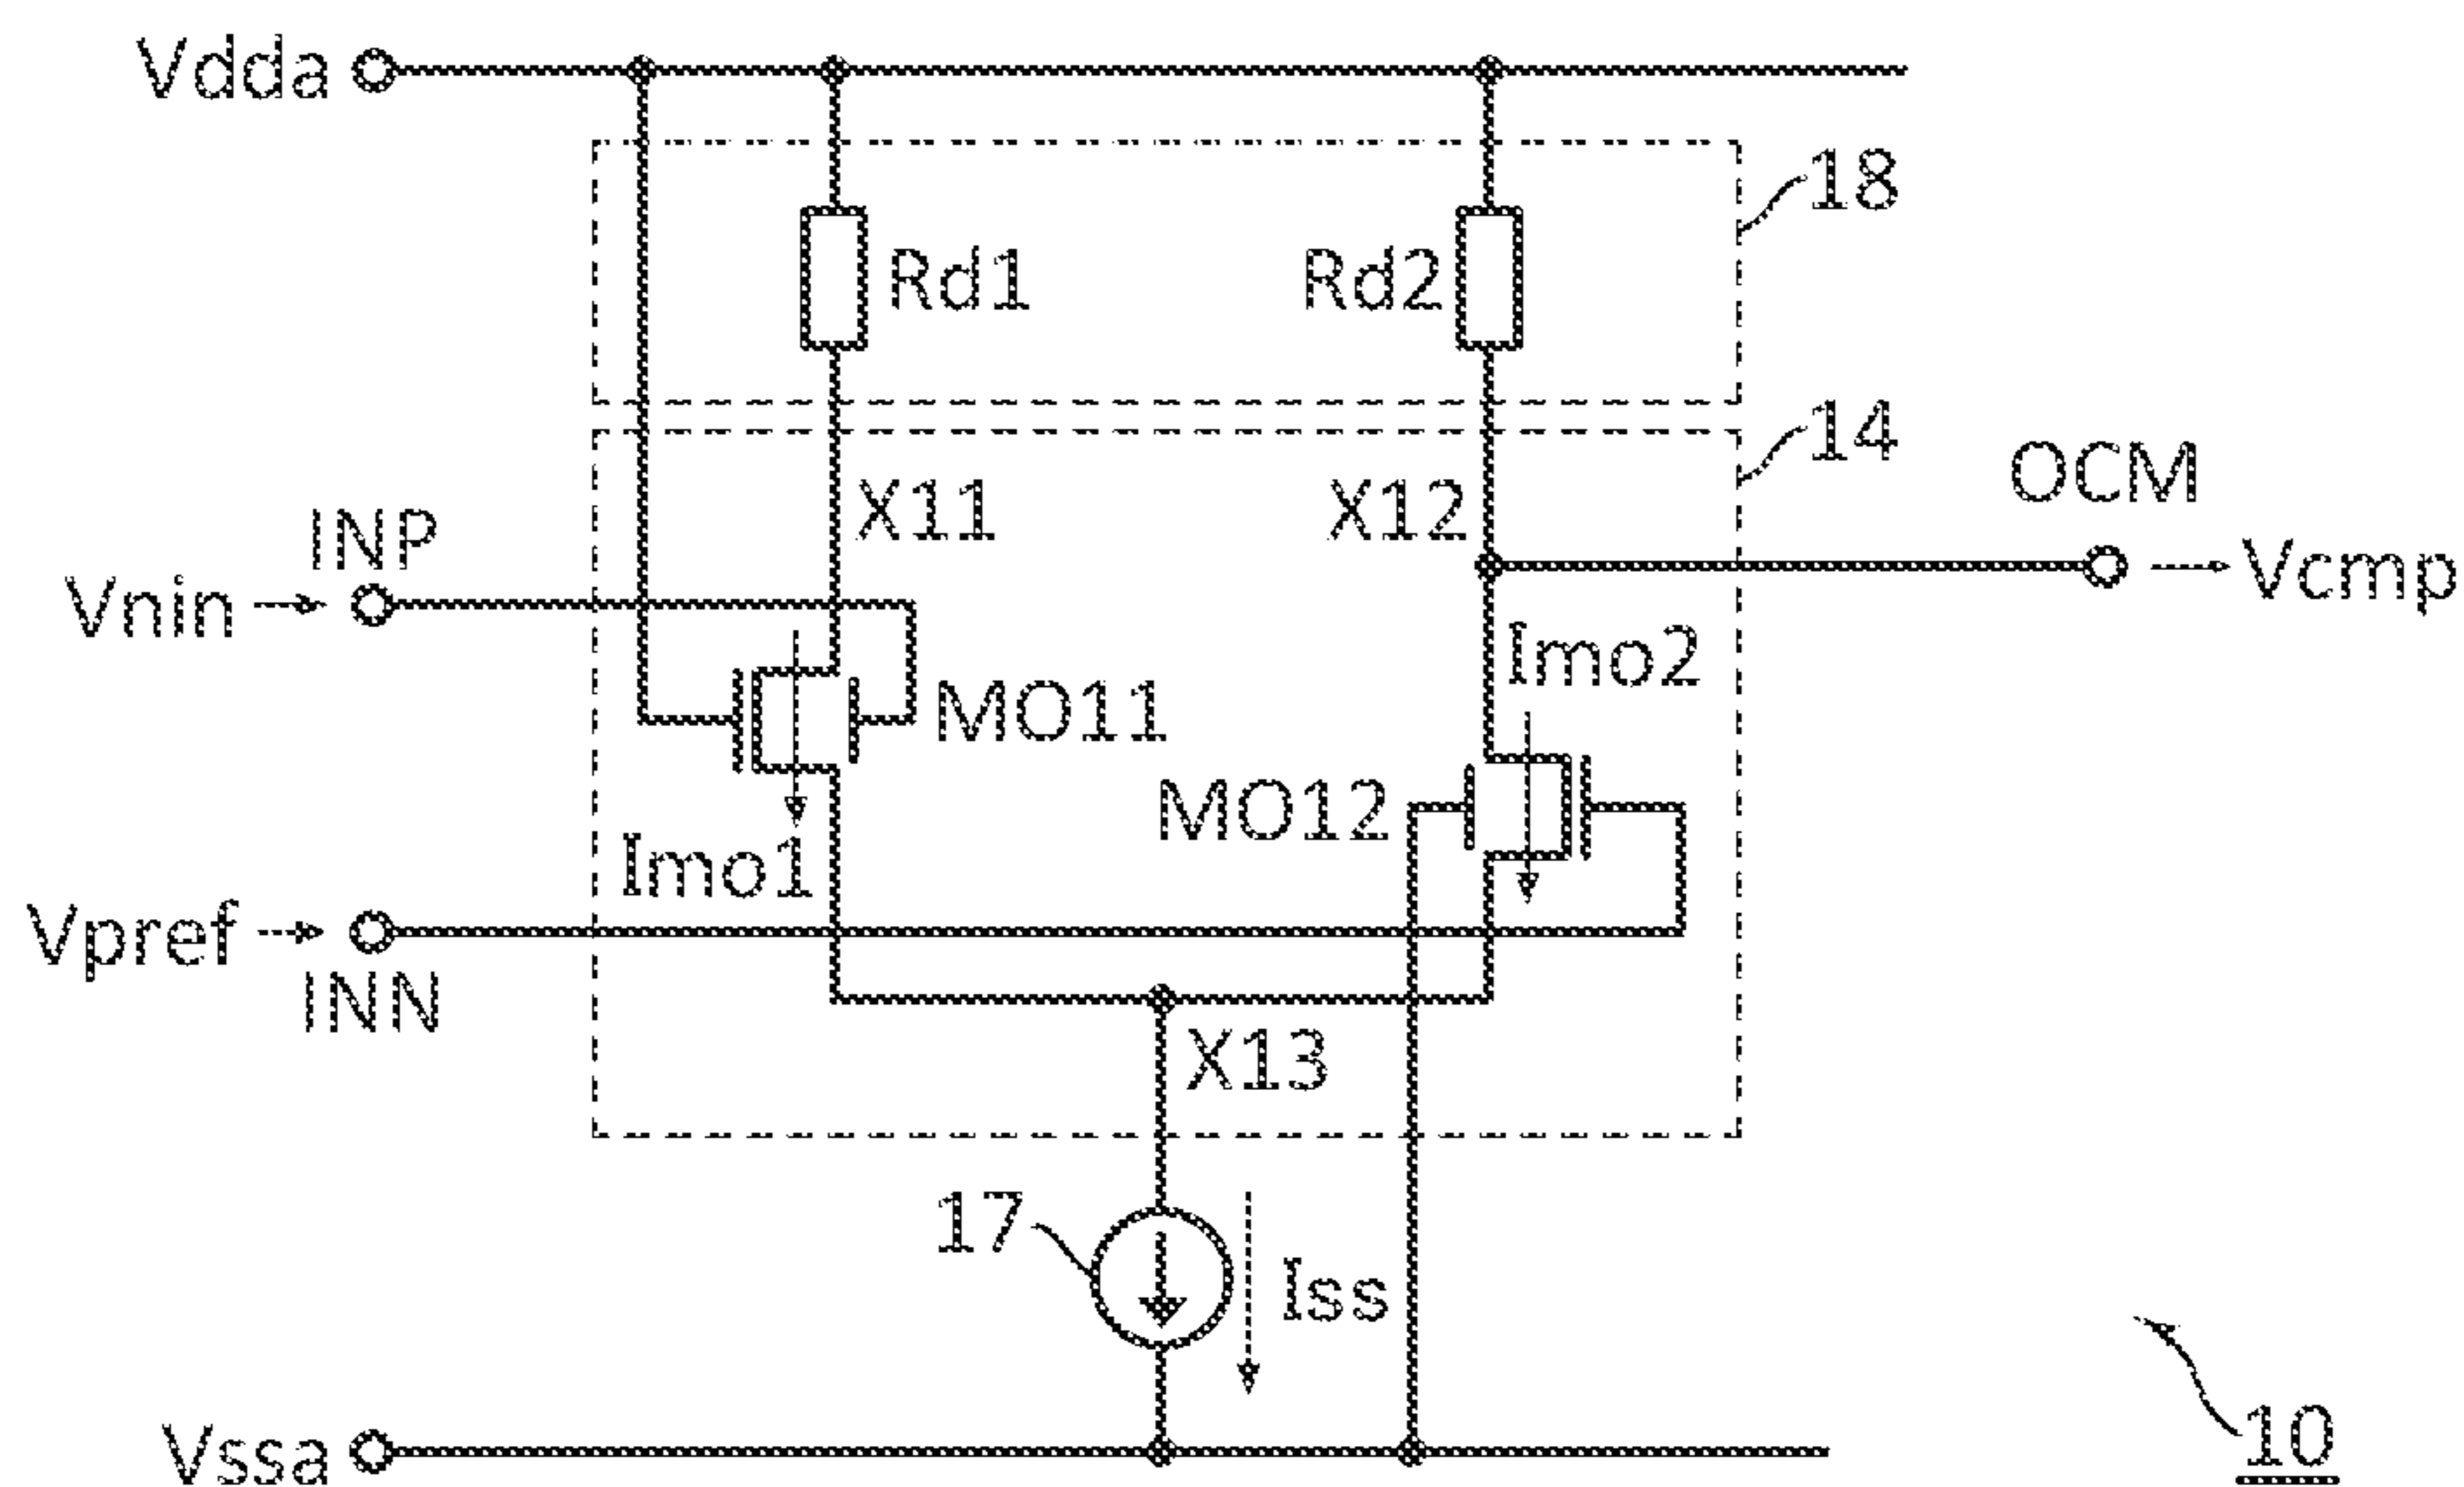 Vdda
18
Rd1
Rd2
14
OCM
X11
X12
INP
Vnin
Vcmp
Imo2
MO11
MO12
Imo1
Vpref
INN
X13
17
Iss
Vssa
10